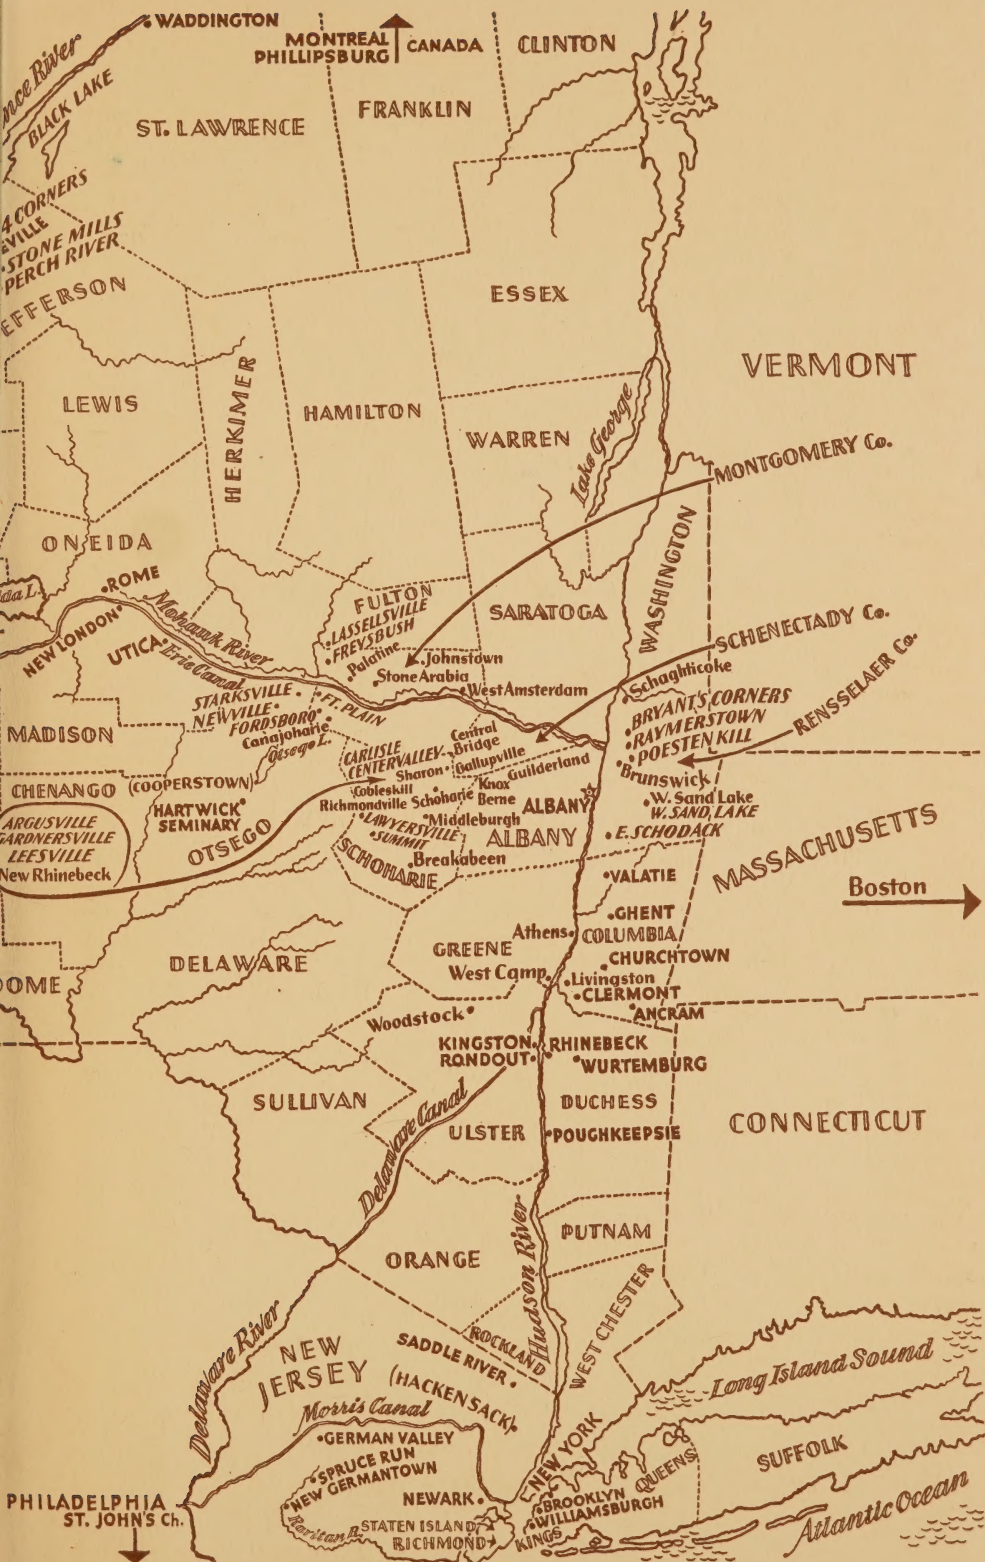 WADDINGTON
MONTREAL
PHILLIPSBURG
CANADA
CLINTON
BLACK LAKE
ST. LAWRENCE
FRANKLIN
4 CORNERS
STONE MILLS
PERCH RIVER
ESSEX
VERMONT
LEWIS
HERKIMER
HAMILTON
WARREN
Lake George
MONTGOMERY Co.
ONEIDA
ROME
NEW LONDON
UTICA
Mohawk River
Erie Canal
FULTON
LASSELLSVILLE
FREYSBUSH
Palatine
Johnstown
Stone Arabia
West Amsterdam
SARATOGA
WASHINGTON
SCHENECTADY Co.
Schaghticoke
BRYANT'S CORNERS
RAYMERSTOWN
POESTEN KILL
RENSSELAER Co.
Brunswick
W. Sand Lake
W. SAND LAKE
E. SCHODACK
STARKSVILLE
NEWVILLE
FORDSBORO
FT. PLAIN
Canajoharie
Otsego L.
MADISON
CHENANGO
(COOPERSTOWN)
HARTWICK
SEMINARY
OTSEGO
ARGUSVILLE
GARDNERSVILLE
LEESVILLE
New Rhinebeck
CARLISLE
CENTERVALLEY
Central
Bridge
Sharon
Gallupville
Guilderland
Cobleskill
Knox
Richmondville
Schoharie
Berne
ALBANY
LAWYERSVILLE
Middleburgh
SUMMIT
ALBANY
SCHOHARIE
Breakabeen
MASSACHUSETTS
Boston
VALATIE
GHENT
Athens
COLUMBIA
GREENE
CHURCHTOWN
West Camp
Livingston
CLERMONT
ANCRAM
DELAWARE
Woodstock
KINGSTON
RONDOUT
RHINEBECK
WURTEMBURG
SULLIVAN
DUCHESS
CONNECTICUT
ULSTER
POUGHKEEPSIE
Delaware Canal
Hudson River
ORANGE
PUTNAM
WESTCHESTER
ROCKLAND
Delaware River
NEW
JERSEY
SADDLE RIVER
(HACKENSACK)
Morris Canal
GERMAN VALLEY
SPRUCE RUN
NEW GERMANTOWN
NEWARK
Raritan R.
STATEN ISLAND
RICHMOND
PHILADELPHIA
ST. JOHN'S Ch.
NEW YORK
BROOKLYN
WILLIAMSBURGH
KINGS
QUEENS
SUFFOLK
Long Island Sound
Atlantic Ocean